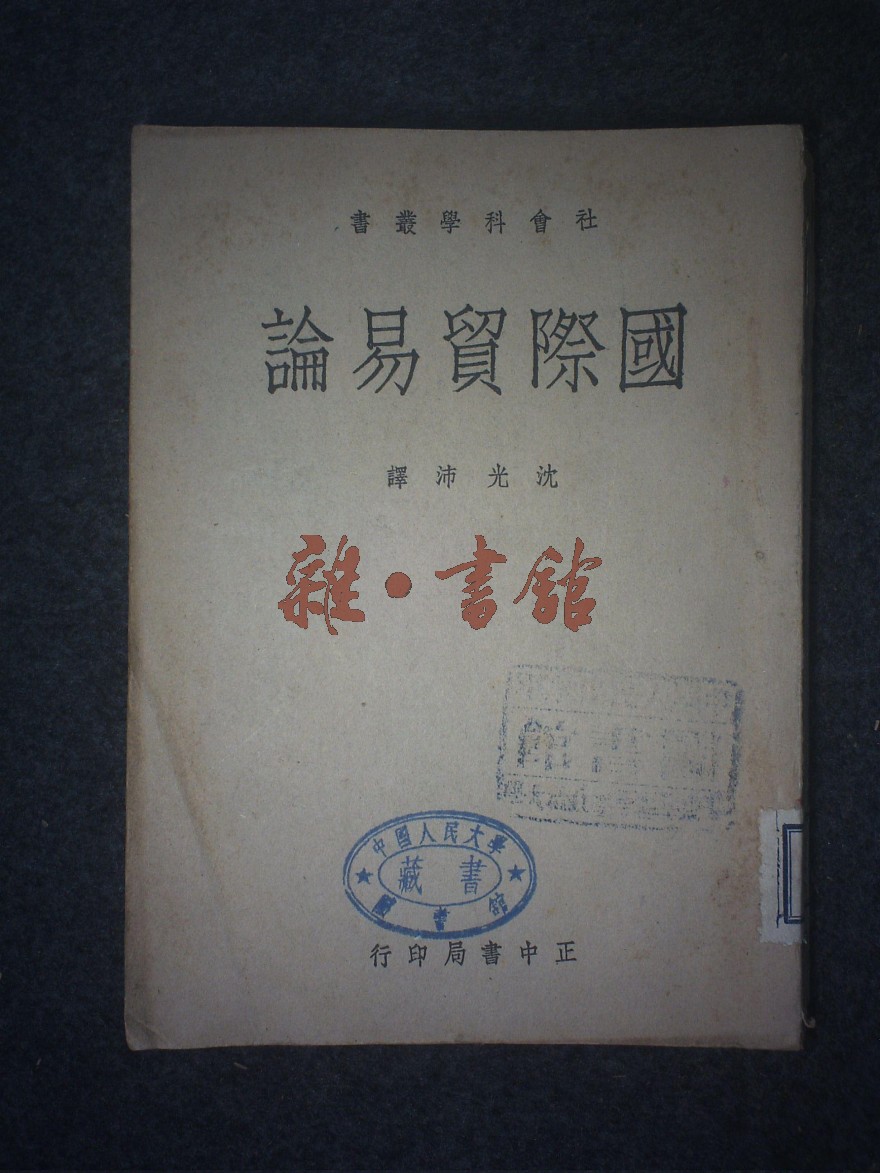 社會科學叢書
國際貿易論
沈光沛譯
雜·書館
中國人民大學
藏書
圖書館
正中書局印行